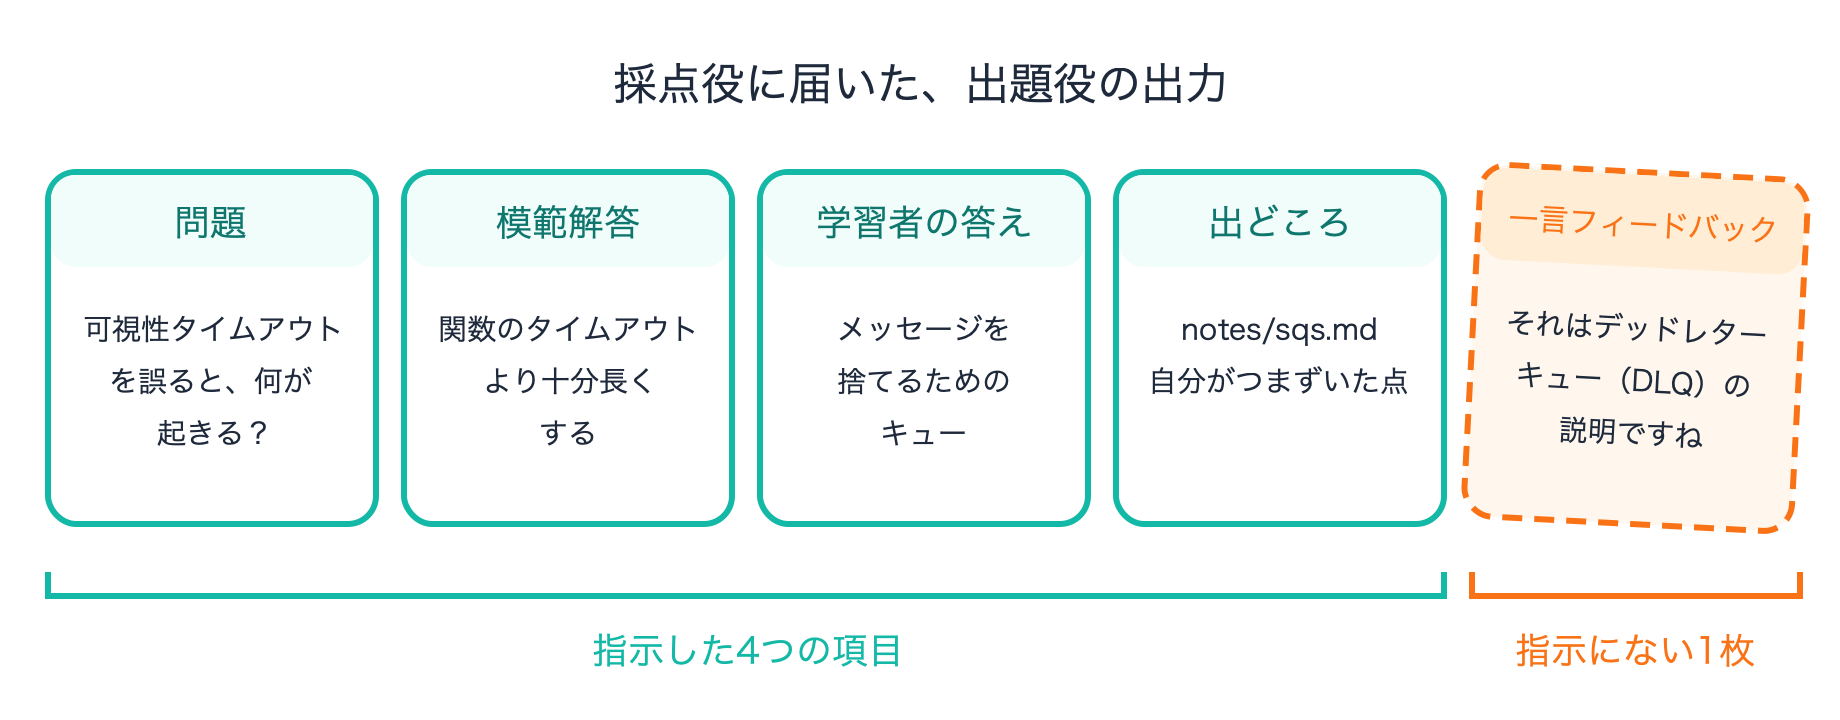 採点役に届いた、出題役の出力
問題
可視性タイムアウト
を誤ると、何が
起きる？
模範解答
関数のタイムアウト
より十分長く
する
学習者の答え
メッセージを
捨てるための
キュー
出どころ
notes/sqs.md
自分がつまずいた点
一言フィードバック
それはデッドレター
キュー（DLQ）の
説明ですね
指示した4つの項目
指示にない1枚